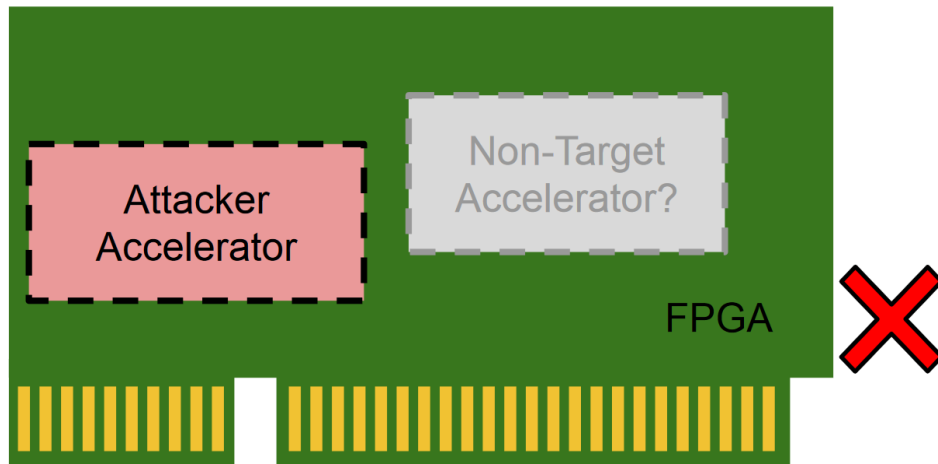 Attacker
Accelerator
Non-Target
Accelerator?
FPGA